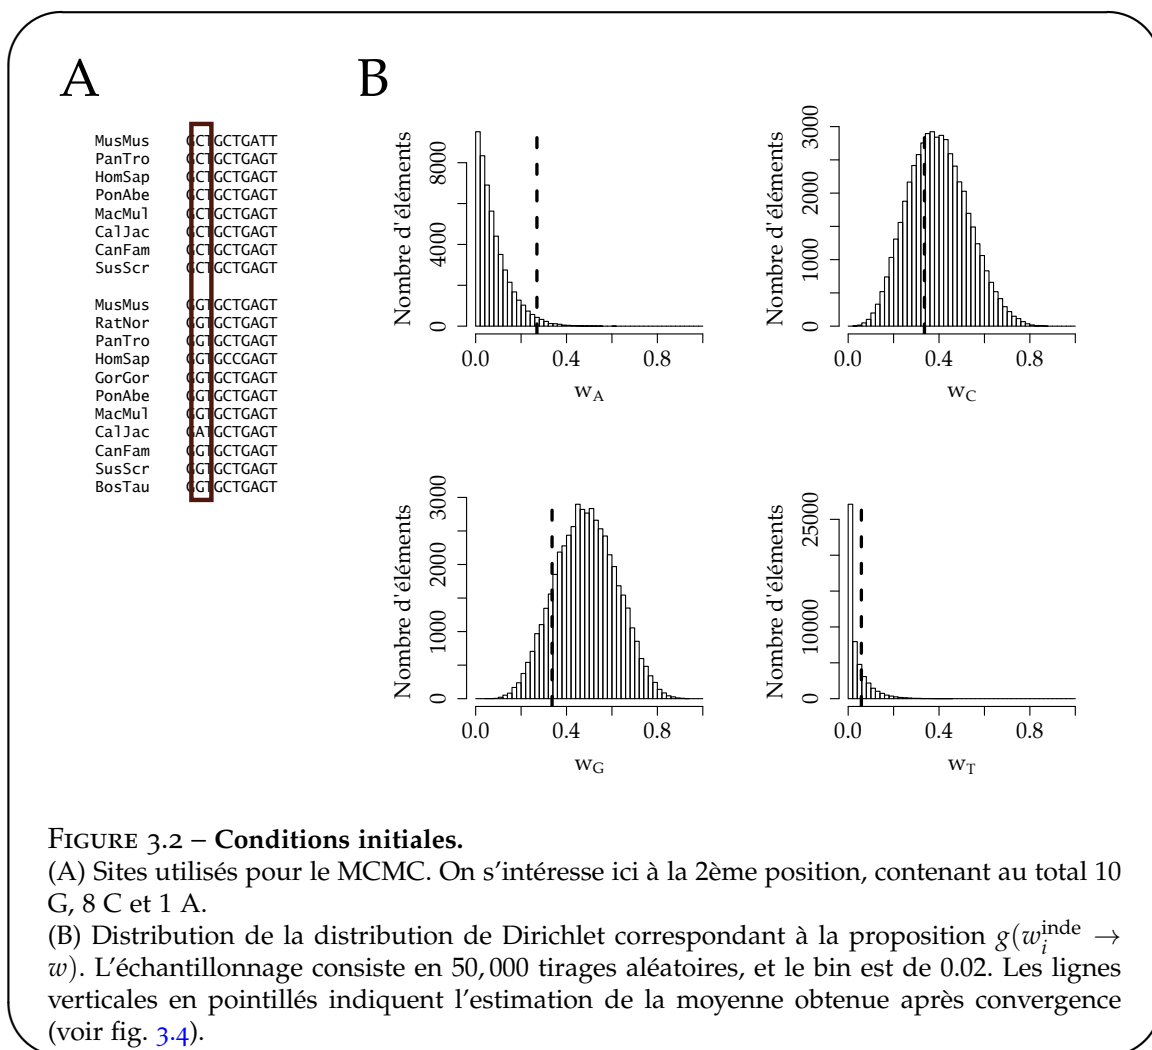 A
MusMus GCTGCTGATT
PanTro GCTGCTGAGT
HomSap GCTGCTGAGT
PonAbe GCTGCTGAGT
MacMul GCTGCTGAGT
CalJac GCTGCTGAGT
CanFam GCTGCTGAGT
SusScr GCTGCTGAGT
MusMus GGTGCTGAGT
RatNor GGTGCTGAGT
PanTro GGTGCTGAGT
HomSap GGTGCCGAGT
GorGor GGTGCTGAGT
PonAbe GGTGCTGAGT
MacMul GGTGCTGAGT
CalJac GATGCTGAGT
CanFam GGTGCTGAGT
SusScr GGTGCTGAGT
BosTau GGTGCTGAGT
B
Nombre d'éléments
0 4000 8000
0.0 0.4 0.8
w_A
Nombre d'éléments
0 1000 2000 3000
0.0 0.4 0.8
w_C
Nombre d'éléments
0 1000 2000 3000
0.0 0.4 0.8
w_G
Nombre d'éléments
0 10000 25000
0.0 0.4 0.8
w_T
FIGURE 3.2 – Conditions initiales.
(A) Sites utilisés pour le MCMC. On s'intéresse ici à la 2ème position, contenant au total 10
G, 8 C et 1 A.
(B) Distribution de la distribution de Dirichlet correspondant à la proposition g(w_i^inde →
w). L'échantillonnage consiste en 50,000 tirages aléatoires, et le bin est de 0.02. Les lignes
verticales en pointillés indiquent l'estimation de la moyenne obtenue après convergence
(voir fig. 3.4).